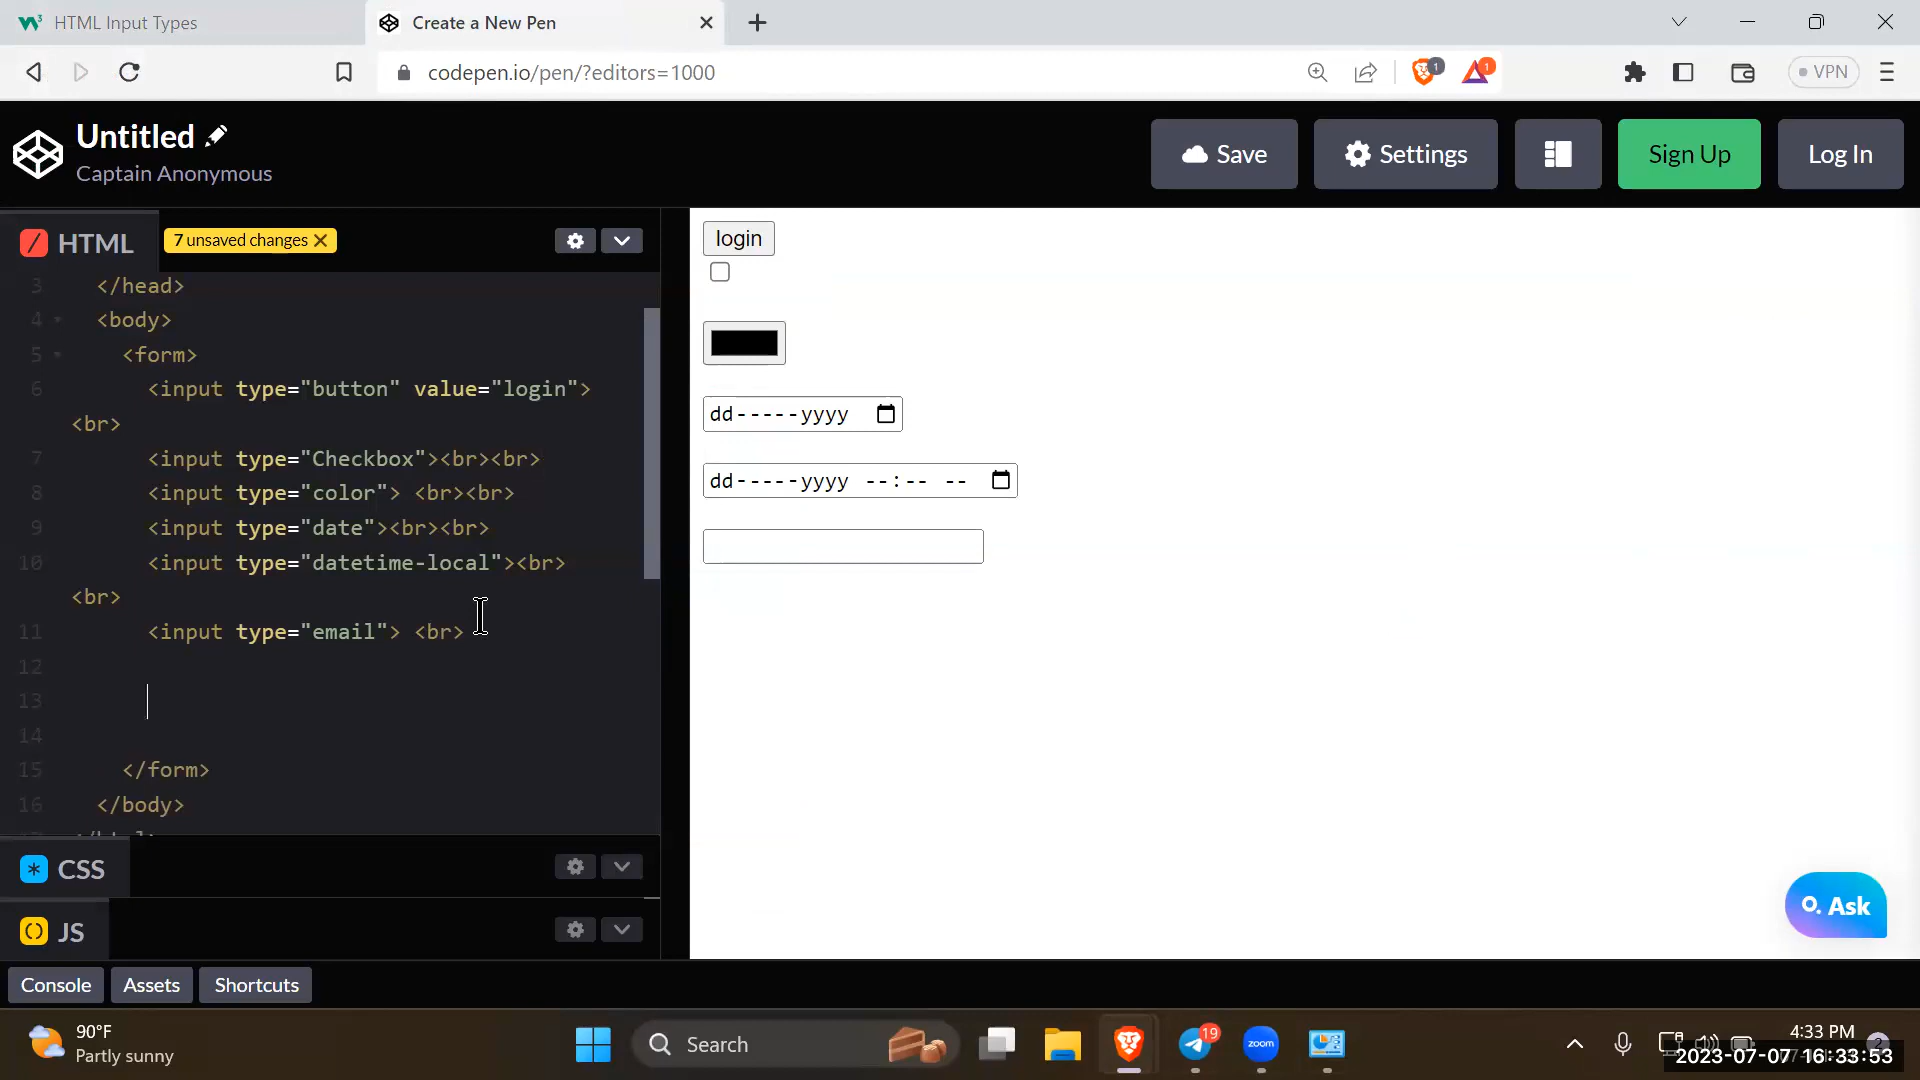 HTML Input Types
Create a New Pen
codepen.io/pen/?editors=1000
1
1
VPN
Untitled
Captain Anonymous
Save
Settings
Sign Up
Log In
HTML
7 unsaved changes
3 </head>
4 <body>
5 <form>
6 <input type="button" value="login">
<br>
7 <input type="Checkbox"><br><br>
8 <input type="color"> <br><br>
9 <input type="date"><br><br>
10 <input type="datetime-local"><br>
<br>
11 <input type="email"> <br>
12
13
14
15 </form>
16 </body>
login
dd-----yyyy
dd-----yyyy --:-- --
CSS
JS
Ask
Console
Assets
Shortcuts
90°F
Partly sunny
Search
19
zoom
4:33 PM
2
2023-07-07 16:33:53